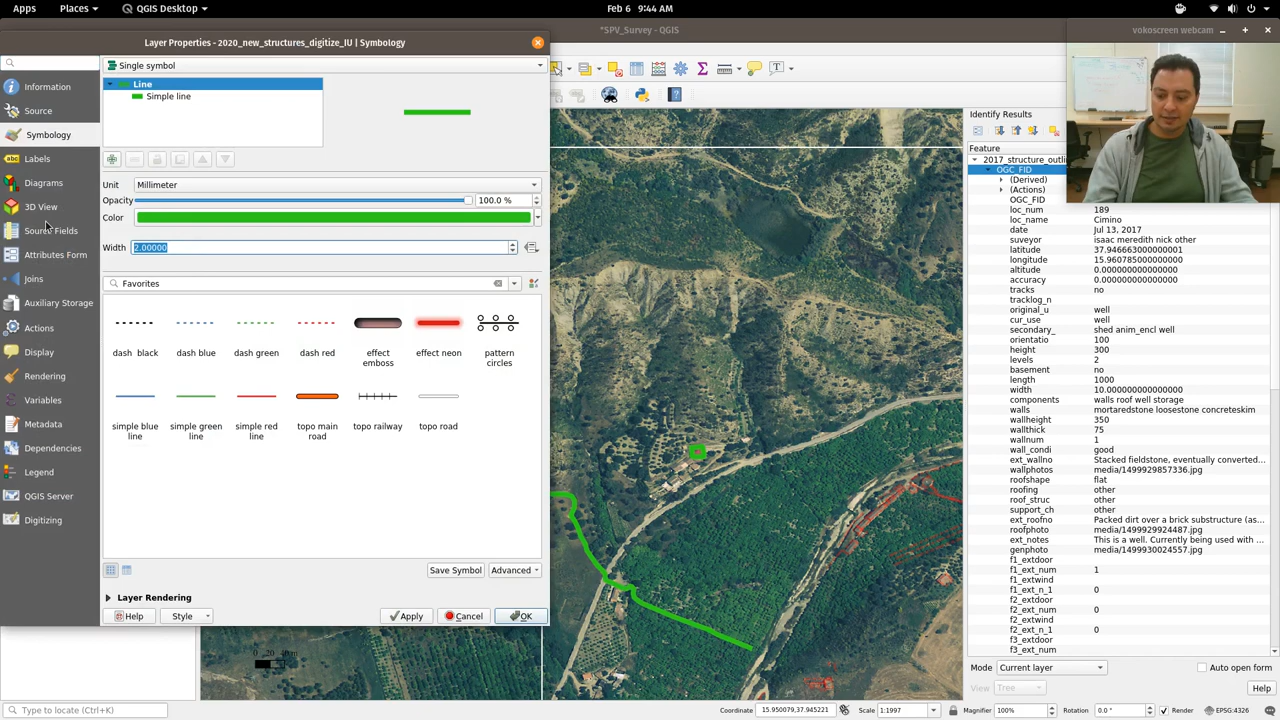 Apps Places QGIS Desktop Feb 6 9:44 AM
*SPV_Survey - QGIS
vokoscreen webcam
Layer Properties - 2020_new_structures_digitize_IU | Symbology
Information
Source
Symbology
Labels
Diagrams
3D View
Source Fields
Attributes Form
Joins
Auxiliary Storage
Actions
Display
Rendering
Variables
Metadata
Dependencies
Legend
QGIS Server
Digitizing
Single symbol
Line
Simple line
Unit Millimeter
Opacity 100.0 %
Color
Width 2.00000
Favorites
dash black
dash blue
dash green
dash red
effect emboss
effect neon
pattern circles
simple blue line
simple green line
simple red line
topo main road
topo railway
topo road
Save Symbol Advanced
Layer Rendering
Help Style Apply Cancel OK
0 20 40 m
Identify Results
Feature
2017_structure_outli
OGC_FID
(Derived)
(Actions)
OGC_FID
loc_num 189
loc_name Cimino
date Jul 13, 2017
suveyor isaac meredith nick other
latitude 37.946663000000001
longitude 15.960785000000000
altitude 0.000000000000000
accuracy 0.000000000000000
tracks no
tracklog_n
original_u well
cur_use well
secondary_ shed anim_encl well
orientatio 100
height 300
levels 2
basement no
length 1000
width 10.000000000000000
components walls roof well storage
walls mortaredstone loosestone concreteskim
wallheight 350
wallthick 75
wallnum 1
wall_condi good
ext_wallno Stacked fieldstone, eventually converted...
wallphotos media/1499929857336.jpg
roofshape flat
roofing other
roof_struc other
support_ch other
ext_roofno Packed dirt over a brick substructure (as...
roofphoto media/1499929924487.jpg
ext_notes This is a well. Currently being used with ...
genphoto media/1499930024557.jpg
f1_extdoor
f1_ext_num 1
f1_extwind
f1_ext_n_1 0
f2_extdoor
f2_ext_num 0
f2_extwind
f2_ext_n_1 0
f3_extdoor
f3_ext_num
Mode Current layer Auto open form
View Tree Help
Type to locate (Ctrl+K)
Coordinate 15.950079,37.945221 Scale 1:1997 Magnifier 100% Rotation 0.0 ° Render EPSG:4326